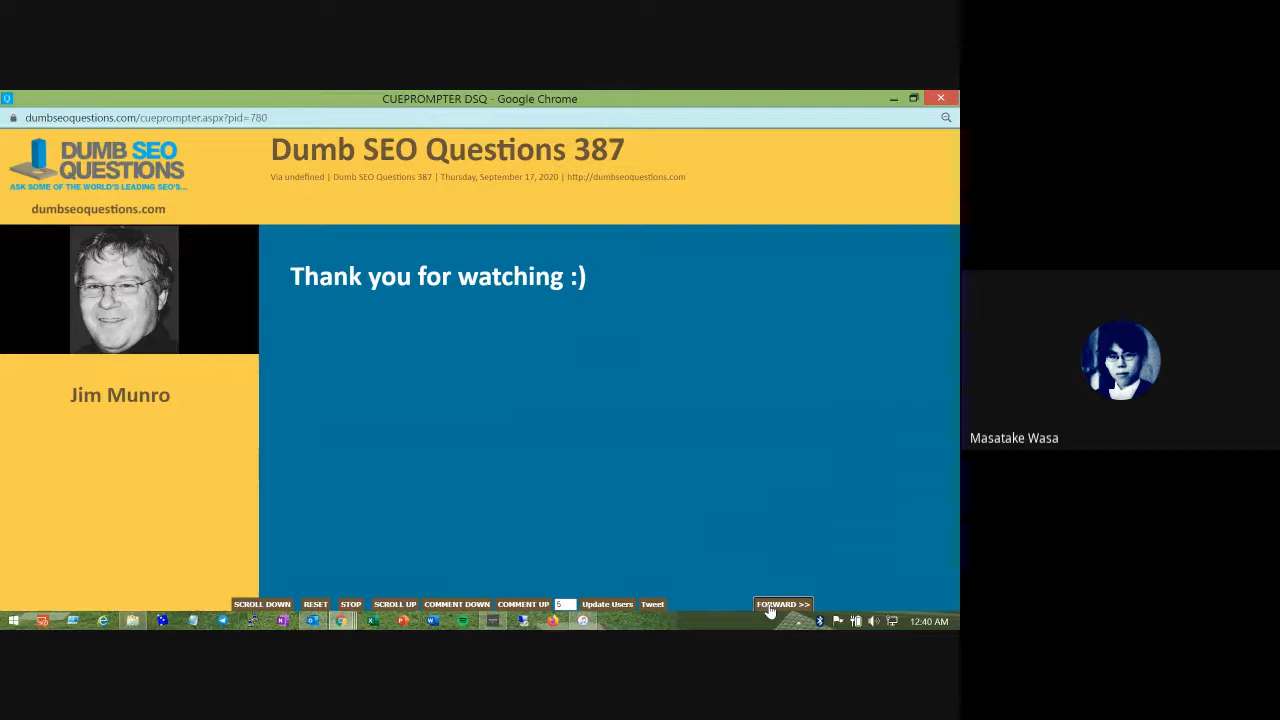 CUEPROMPTER DSQ - Google Chrome
dumbseoquestions.com/cueprompter.aspx?pid=780
DUMB SEO
QUESTIONS
ASK SOME OF THE WORLD'S LEADING SEO'S...
dumbseoquestions.com
Dumb SEO Questions 387
Via undefined | Dumb SEO Questions 387 | Thursday, September 17, 2020 | http://dumbseoquestions.com
Thank you for watching :)
Jim Munro
Masatake Wasa
SCROLL DOWN RESET STOP SCROLL UP COMMENT DOWN COMMENT UP 5 Update Users Tweet FORWARD >>
12:40 AM